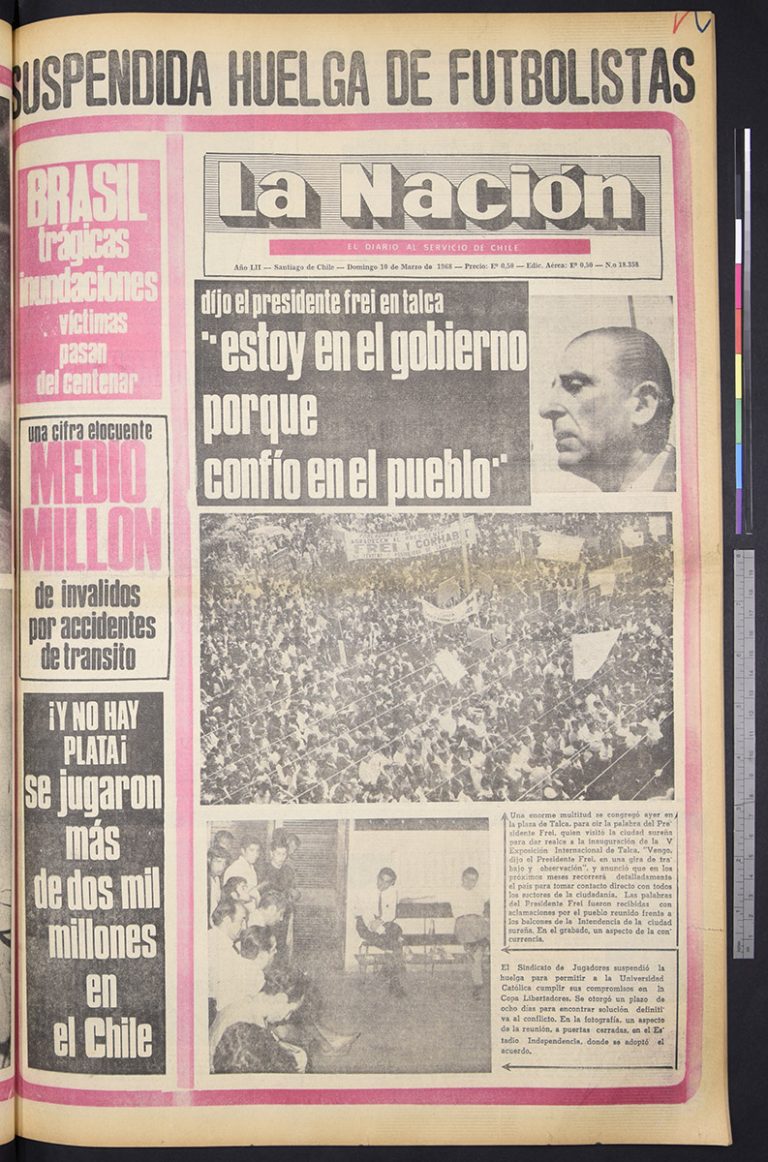 SUSPENDIDA HUELGA DE FUTBOLISTAS
BRASIL
trágicas
inundaciones
víctimas
pasan
del centenar
una cifra elocuente
MEDIO
MILLON
de invalidos
por accidentes
de transito
¡Y NO HAY
PLATA¡
se jugaron
más
de dos mil
millones
en
el Chile
La Nación
EL DIARIO AL SERVICIO DE CHILE
Año LII — Santiago de Chile — Domingo 10 de Marzo de 1968 — Precio: Eº 0,50 — Edic. Aérea: Eº 0,50 — N.o 18.358
díjo el presidente frei en talca
"estoy en el gobierno
porque
confío en el pueblo"
AGRADECEN AL PRESIDENTE
FREI Y CONHABIT
Una enorme multitud se congregó ayer en
la plaza de Talca, para oir la palabra del Pre
sidente Frei, quien visitó la ciudad sureña
para dar realce a la inauguración de la V
Exposición Internacional de Talca. "Vengo,
dijo el Presidente Frei, en una gira de tra
bajo y observación", y anunció que en los
próximos meses recorrerá detalladamente
el país para tomar contacto directo con todos
los sectores de la ciudadanía. Las palabras
del Presidente Frei fueron recibidas con
aclamaciones por el pueblo reunido frente a
los balcones de la Intendencia de la ciudad
sureña. En el grabado, un aspecto de la con
currencia.
El Sindicato de Jugadores suspendió la
huelga para permitir a la Universidad
Católica cumplir sus compromisos en la
Copa Libertadores. Se otorgó un plazo de
ocho días para encontrar solución definiti
va al conflicto. En la fotografía, un aspecto
de la reunión, a puertas cerradas, en el Es
tadio Independencia, donde se adoptó el
acuerdo.